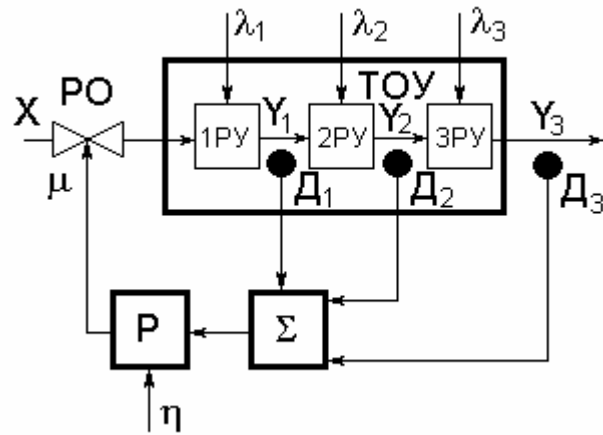 λ₁ λ₂ λ₃
X РО ТОУ
1РУ Y₁ 2РУ Y₂ 3РУ Y₃
μ Д₁ Д₂ Д₃
Р Σ
η